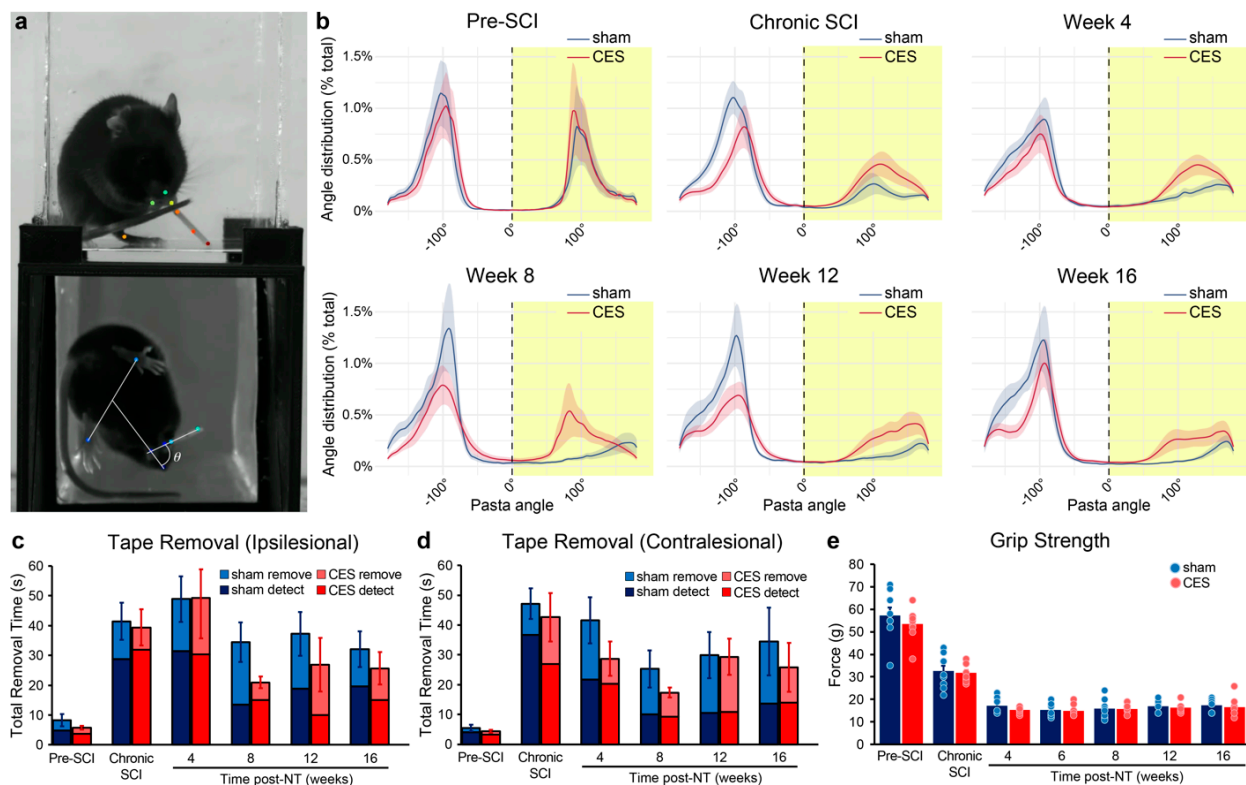 a
θ
b
Pre-SCI
sham
CES
Chronic SCI
sham
CES
Week 4
sham
CES
Angle distribution (% total)
1.5%
1.0%
0.5%
0%
-100°
0°
100°
-100°
0°
100°
-100°
0°
100°
Week 8
sham
CES
Week 12
sham
CES
Week 16
sham
CES
Angle distribution (% total)
1.5%
1.0%
0.5%
0%
-100°
0°
100°
-100°
0°
100°
-100°
0°
100°
Pasta angle
Pasta angle
Pasta angle
c
Tape Removal (Ipsilesional)
Total Removal Time (s)
60
50
40
30
20
10
0
sham remove
CES remove
sham detect
CES detect
Pre-SCI
Chronic
SCI
4
8
12
16
Time post-NT (weeks)
d
Tape Removal (Contralesional)
Total Removal Time (s)
60
50
40
30
20
10
0
sham remove
CES remove
sham detect
CES detect
Pre-SCI
Chronic
SCI
4
8
12
16
Time post-NT (weeks)
e
Grip Strength
Force (g)
80
70
60
50
40
30
20
10
0
sham
CES
Pre-SCI
Chronic
SCI
4
6
8
12
16
Time post-NT (weeks)